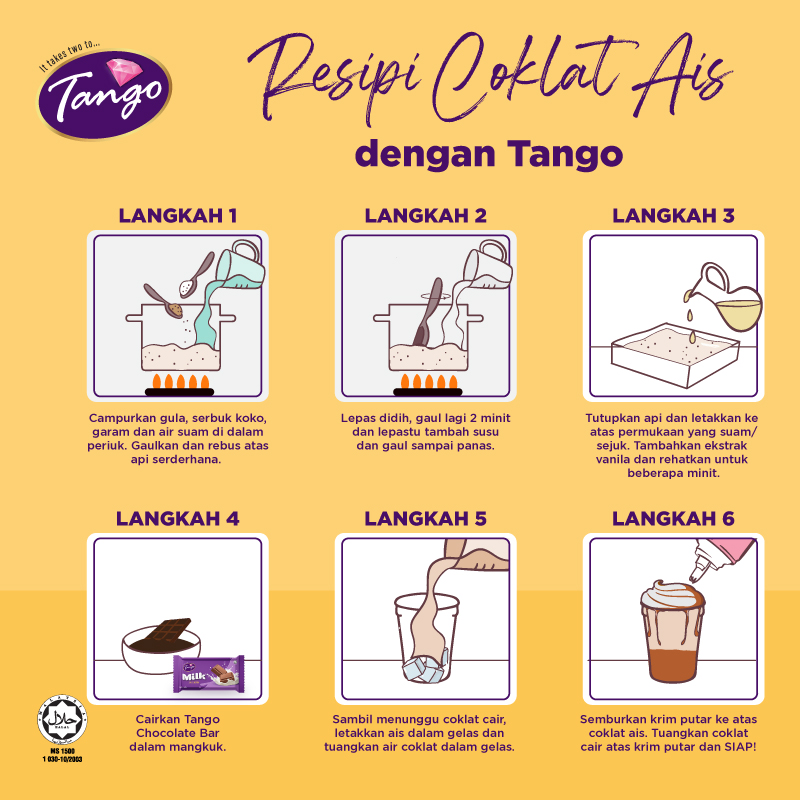 It takes two to...
Tango
Resipi Coklat Ais
dengan Tango
LANGKAH 1
Campurkan gula, serbuk koko,
garam dan air suam di dalam
periuk. Gaulkan dan rebus atas
api serderhana.
LANGKAH 2
Lepas didih, gaul lagi 2 minit
dan lepastu tambah susu
dan gaul sampai panas.
LANGKAH 3
Tutupkan api dan letakkan ke
atas permukaan yang suam/
sejuk. Tambahkan ekstrak
vanila dan rehatkan untuk
beberapa minit.
LANGKAH 4
Milk
Cairkan Tango
Chocolate Bar
dalam mangkuk.
LANGKAH 5
Sambil menunggu coklat cair,
letakkan ais dalam gelas dan
tuangkan air coklat dalam gelas.
LANGKAH 6
Semburkan krim putar ke atas
coklat ais. Tuangkan coklat
cair atas krim putar dan SIAP!
MALAYSIA
حلال
HALAL
MS 1500
1 030-10/2003